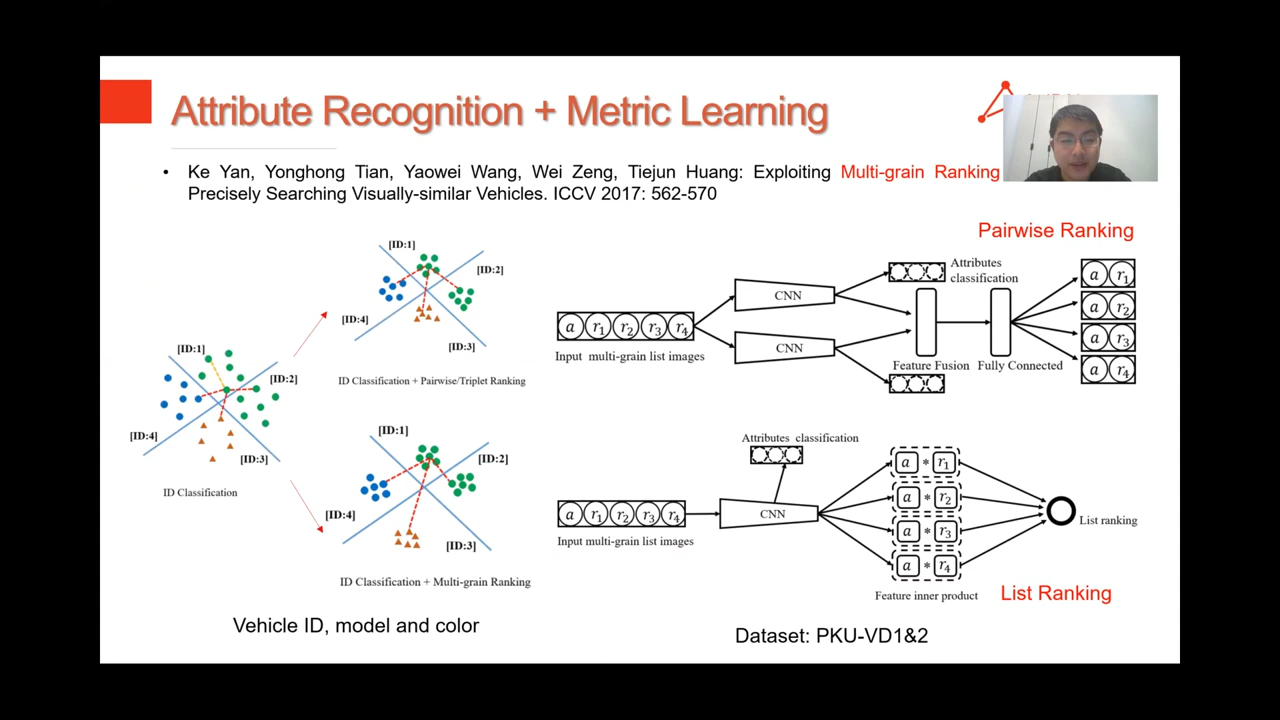 Attribute Recognition + Metric Learning
• Ke Yan, Yonghong Tian, Yaowei Wang, Wei Zeng, Tiejun Huang: Exploiting Multi-grain Ranking
Precisely Searching Visually-similar Vehicles. ICCV 2017: 562-570
[ID:1]
[ID:2]
[ID:4]
[ID:3]
ID Classification
[ID:1]
[ID:2]
[ID:4]
[ID:3]
ID Classification + Pairwise/Triplet Ranking
[ID:1]
[ID:2]
[ID:4]
[ID:3]
ID Classification + Multi-grain Ranking
Vehicle ID, model and color
Pairwise Ranking
Attributes
classification
CNN
CNN
a r1 r2 r3 r4
Input multi-grain list images
Feature Fusion
Fully Connected
a r1
a r2
a r3
a r4
Attributes classification
a r1 r2 r3 r4
Input multi-grain list images
CNN
a * r1
a * r2
a * r3
a * r4
Feature inner product
List ranking
List Ranking
Dataset: PKU-VD1&2